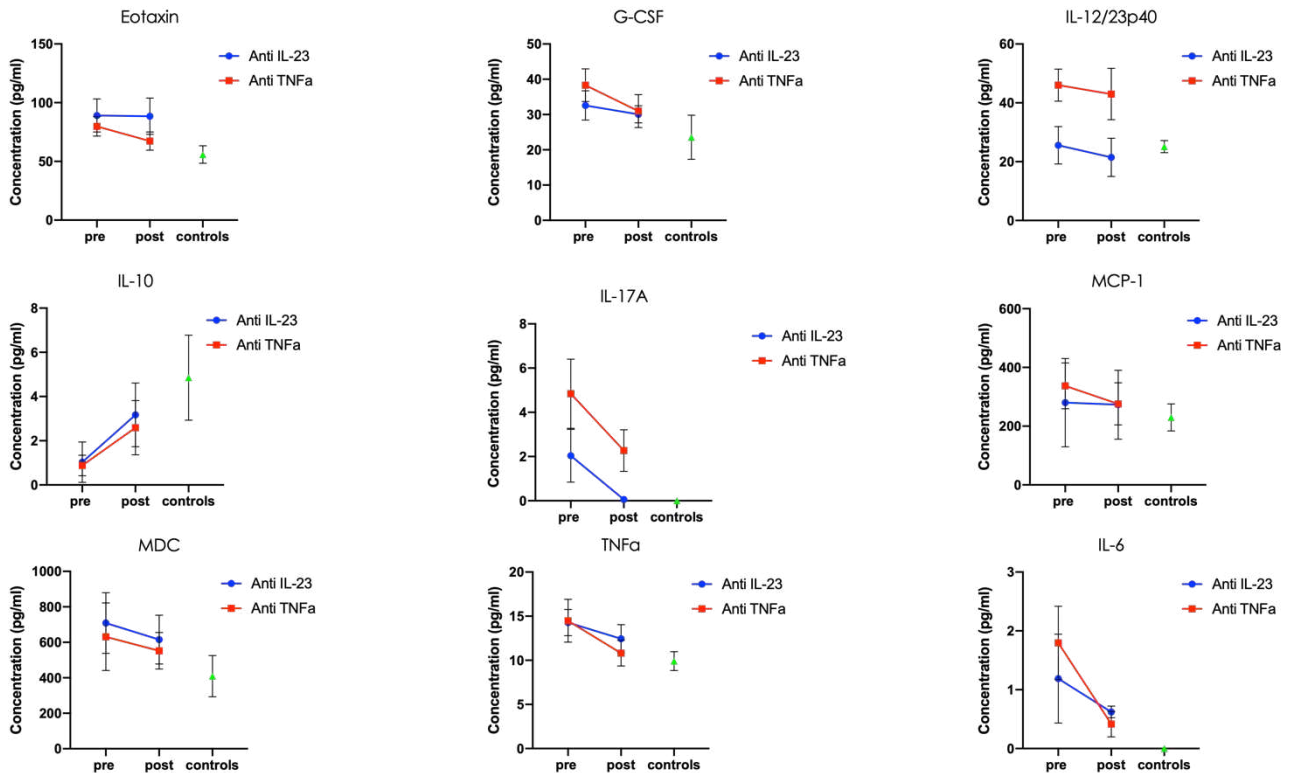 Eotaxin
Concentration (pg/ml)
150
100
50
0
pre post controls
Anti IL-23
Anti TNFa
G-CSF
Concentration (pg/ml)
50
40
30
20
10
0
pre post controls
Anti IL-23
Anti TNFa
IL-12/23p40
Concentration (pg/ml)
60
40
20
0
pre post controls
Anti IL-23
Anti TNFa
IL-10
Concentration (pg/ml)
8
6
4
2
0
pre post controls
Anti IL-23
Anti TNFa
IL-17A
Concentration (pg/ml)
8
6
4
2
0
pre post controls
Anti IL-23
Anti TNFa
MCP-1
Concentration (pg/ml)
600
400
200
0
pre post controls
Anti IL-23
Anti TNFa
MDC
Concentration (pg/ml)
1000
800
600
400
200
0
pre post controls
Anti IL-23
Anti TNFa
TNFa
Concentration (pg/ml)
20
15
10
5
0
pre post controls
Anti IL-23
Anti TNFa
IL-6
Concentration (pg/ml)
3
2
1
0
pre post controls
Anti IL-23
Anti TNFa